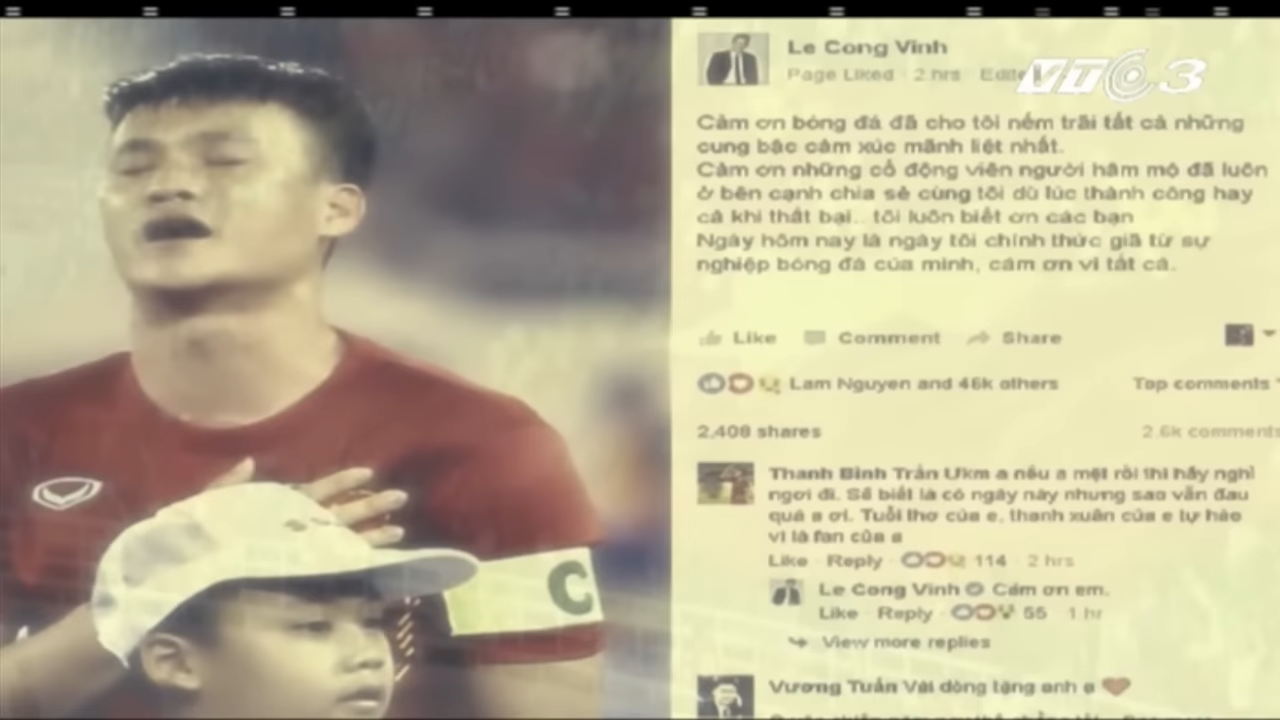 Le Cong Vinh
VTC 3
Page Liked · 2 hrs · Edited
Cảm ơn bóng đá đã cho tôi nếm trãi tất cả những
cung bậc cảm xúc mãnh liệt nhất.
Cảm ơn những cổ động viên người hâm mộ đã luôn
ở bên cạnh chia sẻ cùng tôi dù lúc thành công hay
cả khi thất bại.. tôi luôn biết ơn các bạn
Ngày hôm nay là ngày tôi chính thức giã từ sự
nghiệp bóng đá của mình, cám ơn vì tất cả.
Like Comment Share
Lam Nguyen and 46k others Top comments
2,408 shares 2.6k comments
Thanh Bình Trần Ukm a nếu a mệt rồi thì hãy nghỉ
ngơi đi. Sẽ biết là có ngày này nhưng sao vẫn đau
quá a ơi. Tuổi thơ của e, thanh xuân của e tự hào
vì là fan của a
Like · Reply · 114 · 2 hrs
Le Cong Vinh Cám ơn em.
Like · Reply · 55 · 1 hr
View more replies
Vương Tuấn Vài dòng tặng anh ạ
C